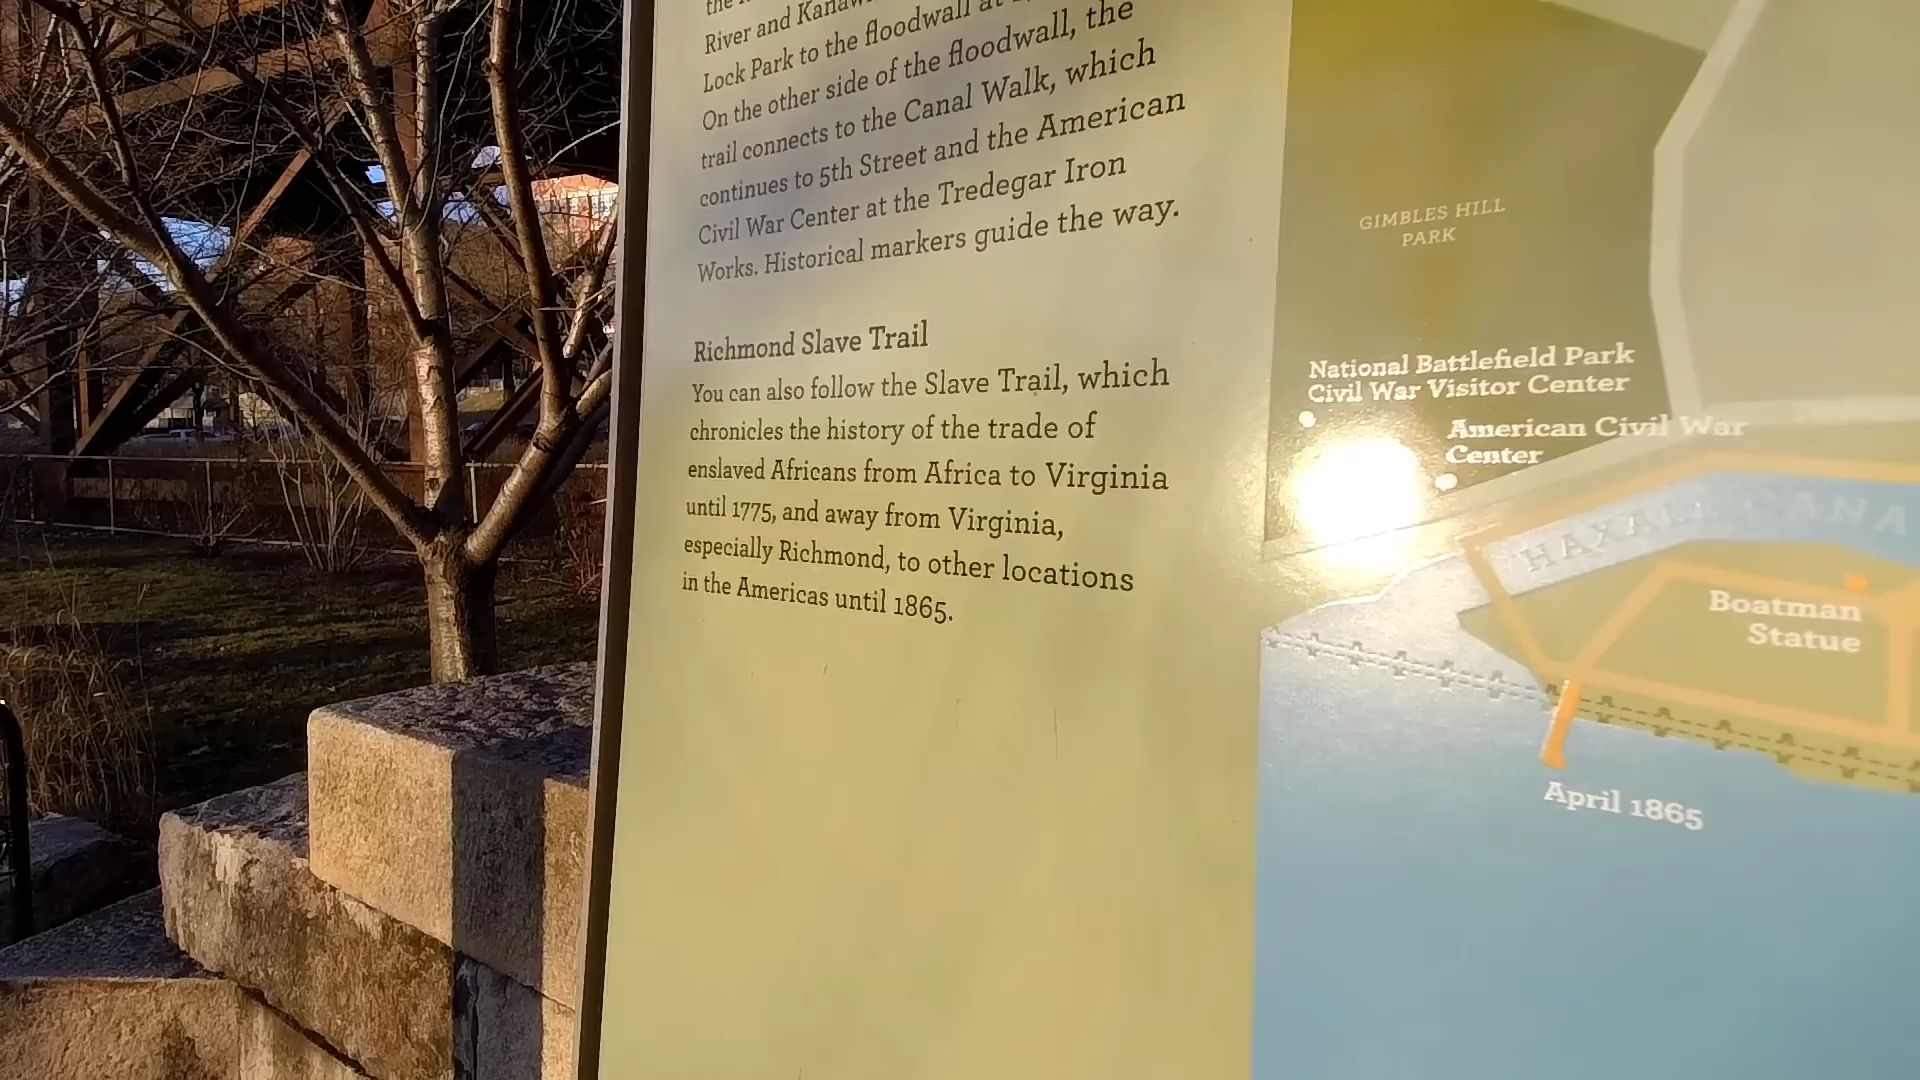 the
River and Kanaw
Lock Park to the floodwall at
On the other side of the floodwall, the
trail connects to the Canal Walk, which
continues to 5th Street and the American
Civil War Center at the Tredegar Iron
Works. Historical markers guide the way.
Richmond Slave Trail
You can also follow the Slave Trail, which
chronicles the history of the trade of
enslaved Africans from Africa to Virginia
until 1775, and away from Virginia,
especially Richmond, to other locations
in the Americas until 1865.
GIMBLES HILL
PARK
National Battlefield Park
Civil War Visitor Center
American Civil War
Center
HAXALL CANA
Boatman
Statue
April 1865